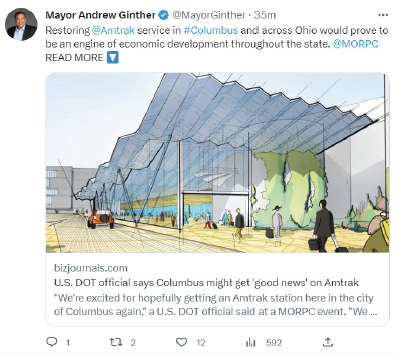 Mayor Andrew Ginther @MayorGinther · 35m
Restoring @Amtrak service in #Columbus and across Ohio would prove to
be an engine of economic development throughout the state. @MORPC
READ MORE ⬇️
bizjournals.com
U.S. DOT official says Columbus might get 'good news' on Amtrak
"We're excited for hopefully getting an Amtrak station here in the city
of Columbus again," a U.S. DOT official said at a MORPC event. "We ...
1 2 12 592